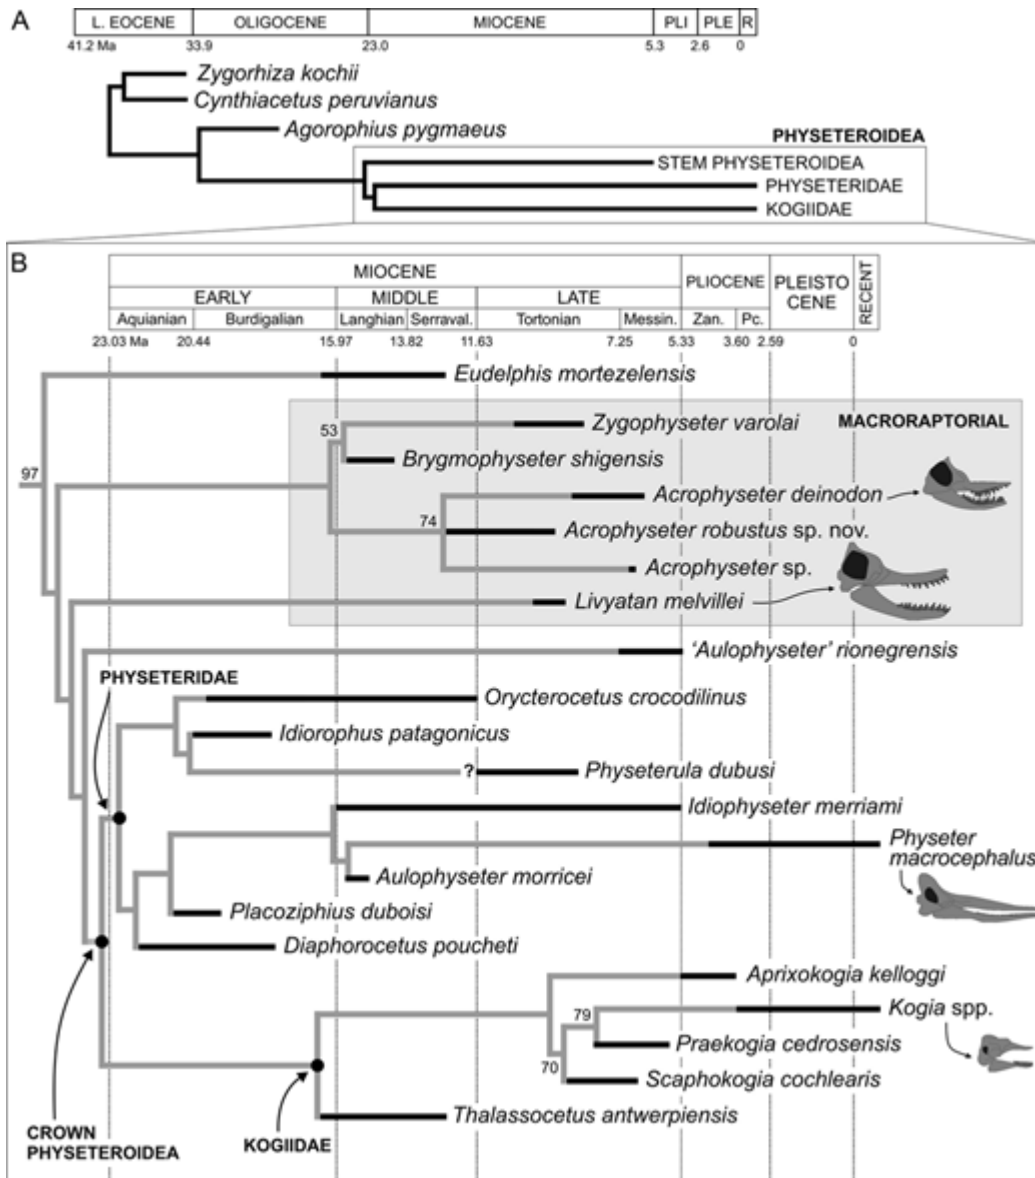 A
L. EOCENE OLIGOCENE MIOCENE PLI PLE R
41.2 Ma 33.9 23.0 5.3 2.6 0
Zygorhiza kochii
Cynthiacetus peruvianus
Agorophius pygmaeus
PHYSETEROIDEA
STEM PHYSETEROIDEA
PHYSETERIDAE
KOGIIDAE
B
MIOCENE PLIOCENE PLEISTO
CENE RECENT
EARLY MIDDLE LATE
Aquianian Burdigalian Langhian Serraval. Tortonian Messin. Zan. Pc.
23.03 Ma 20.44 15.97 13.82 11.63 7.25 5.33 3.60 2.59 0
Eudelphis mortezelensis
MACRORAPTORIAL
53 Zygophyseter varolai
Brygmophyseter shigensis
97
Acrophyseter deinodon
74 Acrophyseter robustus sp. nov.
Acrophyseter sp.
Livyatan melvillei
'Aulophyseter' rionegrensis
PHYSETERIDAE
Orycterocetus crocodilinus
Idiorophus patagonicus
? Physeterula dubusi
Idiophyseter merriami
Physeter
macrocephalus
Aulophyseter morricei
Placoziphius duboisi
Diaphorocetus poucheti
Aprixokogia kelloggi
79 Kogia spp.
Praekogia cedrosensis
70 Scaphokogia cochlearis
Thalassocetus antwerpiensis
CROWN
PHYSETEROIDEA
KOGIIDAE